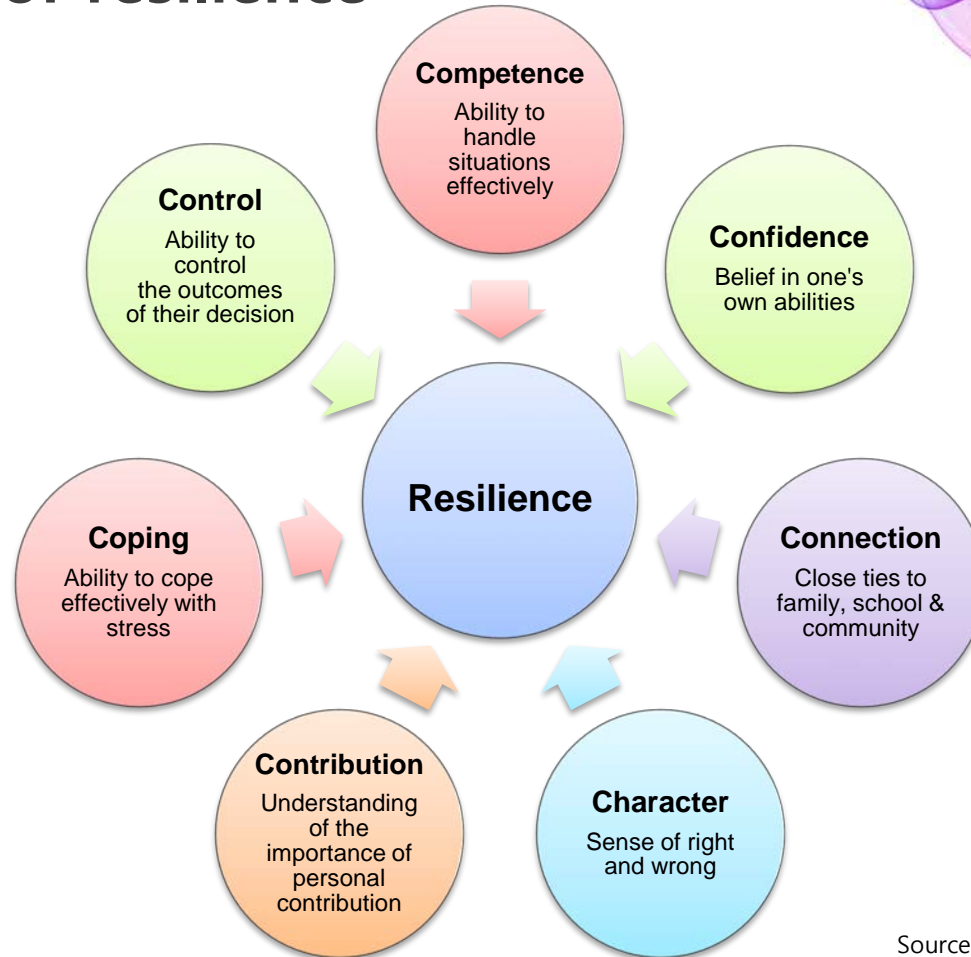 of resilience
Competence
Ability to
handle
situations
effectively
Confidence
Belief in one's
own abilities
Connection
Close ties to
family, school &
community
Character
Sense of right
and wrong
Contribution
Understanding
of the
importance of
personal
contribution
Coping
Ability to cope
effectively with
stress
Control
Ability to
control
the outcomes
of their decision
Resilience
Source